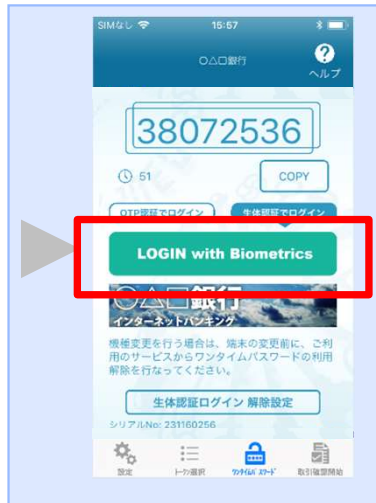 SIMなし 15:57
○△□銀行
?
ヘルプ
38072536
51 COPY
OTP認証でログイン 生体認証でログイン
LOGIN with Biometrics
○△□銀行
インターネットバンキング
機種変更を行う場合は、端末の変更前に、ご利
用のサービスからワンタイムパスワードの利用
解除を行なってください。
生体認証ログイン 解除設定
シリアルNo: 231160256
設定 トークン選択 ワンタイムパスワード 取引確認開始